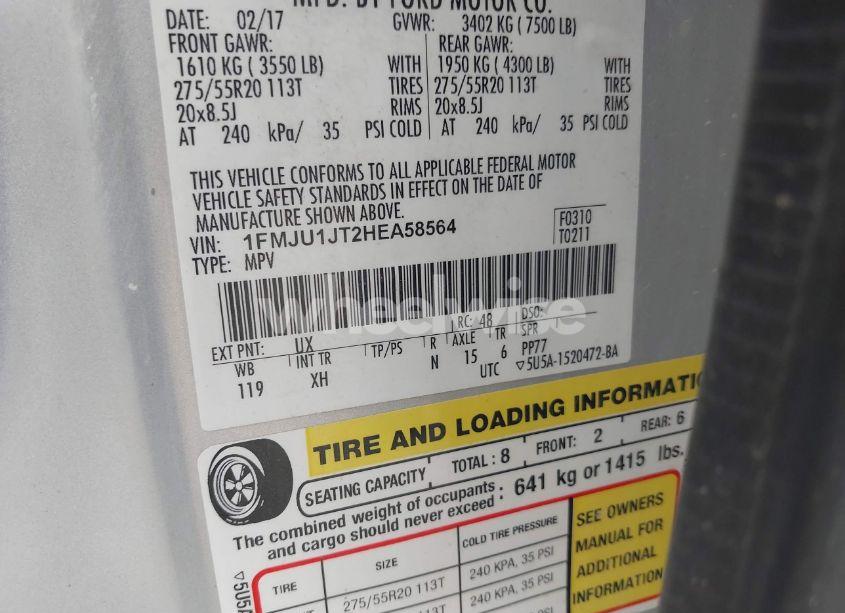 MFD. BY FORD MOTOR CO.
DATE: 02/17 GVWR: 3402 KG ( 7500 LB)
FRONT GAWR: REAR GAWR:
1610 KG ( 3550 LB) WITH 1950 KG ( 4300 LB) WITH
275/55R20 113T TIRES 275/55R20 113T TIRES
20x8.5J RIMS 20x8.5J RIMS
AT 240 kPa/ 35 PSI COLD AT 240 kPa/ 35 PSI COLD
THIS VEHICLE CONFORMS TO ALL APPLICABLE FEDERAL MOTOR
VEHICLE SAFETY STANDARDS IN EFFECT ON THE DATE OF
MANUFACTURE SHOWN ABOVE.
VIN: 1FMJU1JT2HEA58564 F0310
TYPE: MPV T0211
wheelwise
EXT PNT: UX RC: 48 DSO:
WB INT TR TP/PS R AXLE TR SPR
119 XH N 15 6 PP77
UTC ▽5U5A-1520472-BA
TIRE AND LOADING INFORMATIO
SEATING CAPACITY TOTAL : 8 FRONT: 2 REAR: 6
The combined weight of occupants : 641 kg or 1415 lbs.
and cargo should never exceed :
TIRE SIZE COLD TIRE PRESSURE SEE OWNERS
275/55R20 113T 240 KPA, 35 PSI MANUAL FOR
113T 240 KPA, 35 PSI ADDITIONAL
INFORMATION
▽5U5A